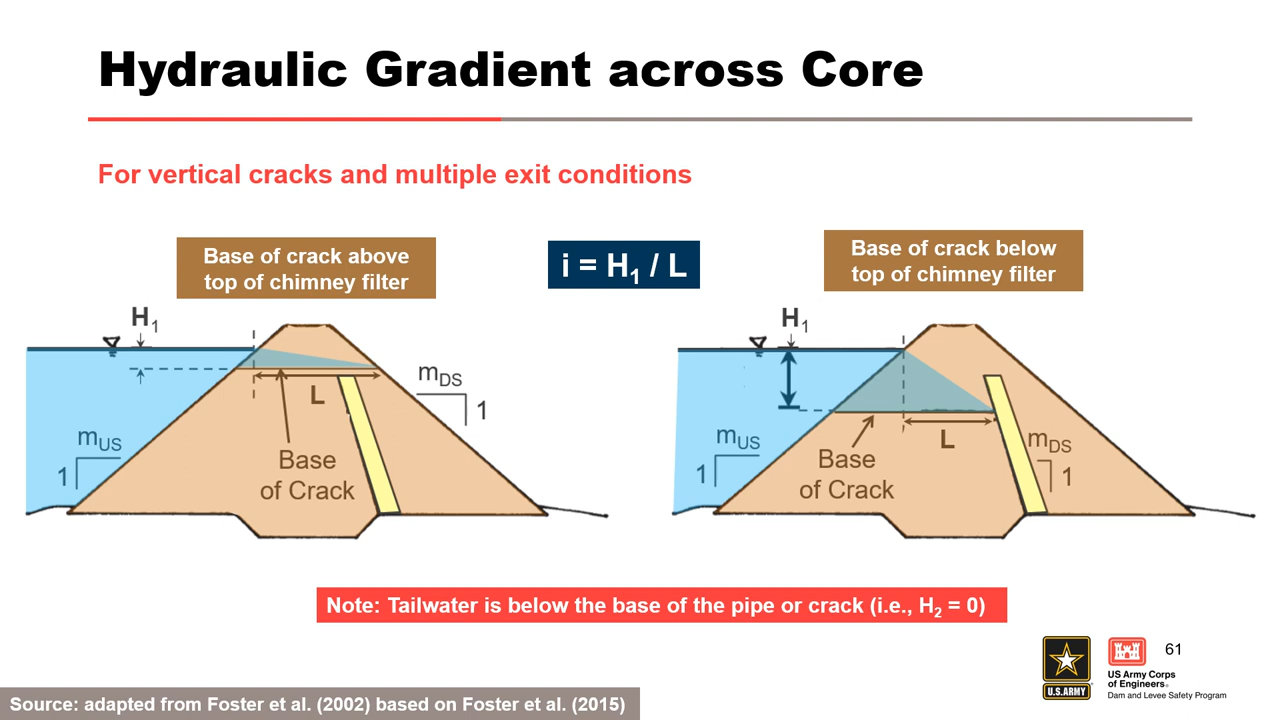 Hydraulic Gradient across Core
For vertical cracks and multiple exit conditions
Base of crack above
top of chimney filter
i = H₁ / L
Base of crack below
top of chimney filter
H₁
L
mDS
1
mUS
1
Base
of Crack
H₁
L
mDS
1
mUS
1
Base
of Crack
Note: Tailwater is below the base of the pipe or crack (i.e., H₂ = 0)
U.S.ARMY
US Army Corps
of Engineers®
Dam and Levee Safety Program
61
Source: adapted from Foster et al. (2002) based on Foster et al. (2015)